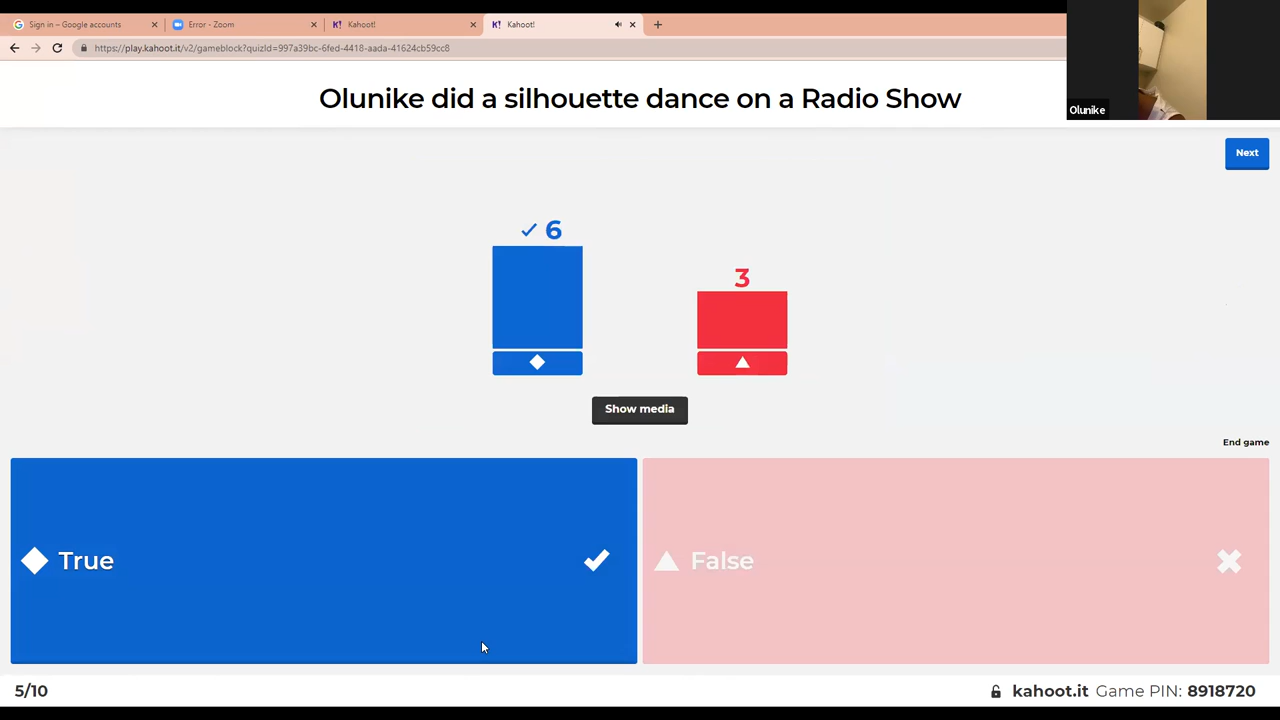 Sign in – Google accounts
Error - Zoom
Kahoot!
Kahoot!
https://play.kahoot.it/v2/gameblock?quizId=997a39bc-6fed-4418-aada-41624cb59cc8
Olunike
Olunike did a silhouette dance on a Radio Show
Next
6
3
Show media
End game
True
False
5/10
kahoot.it Game PIN: 8918720